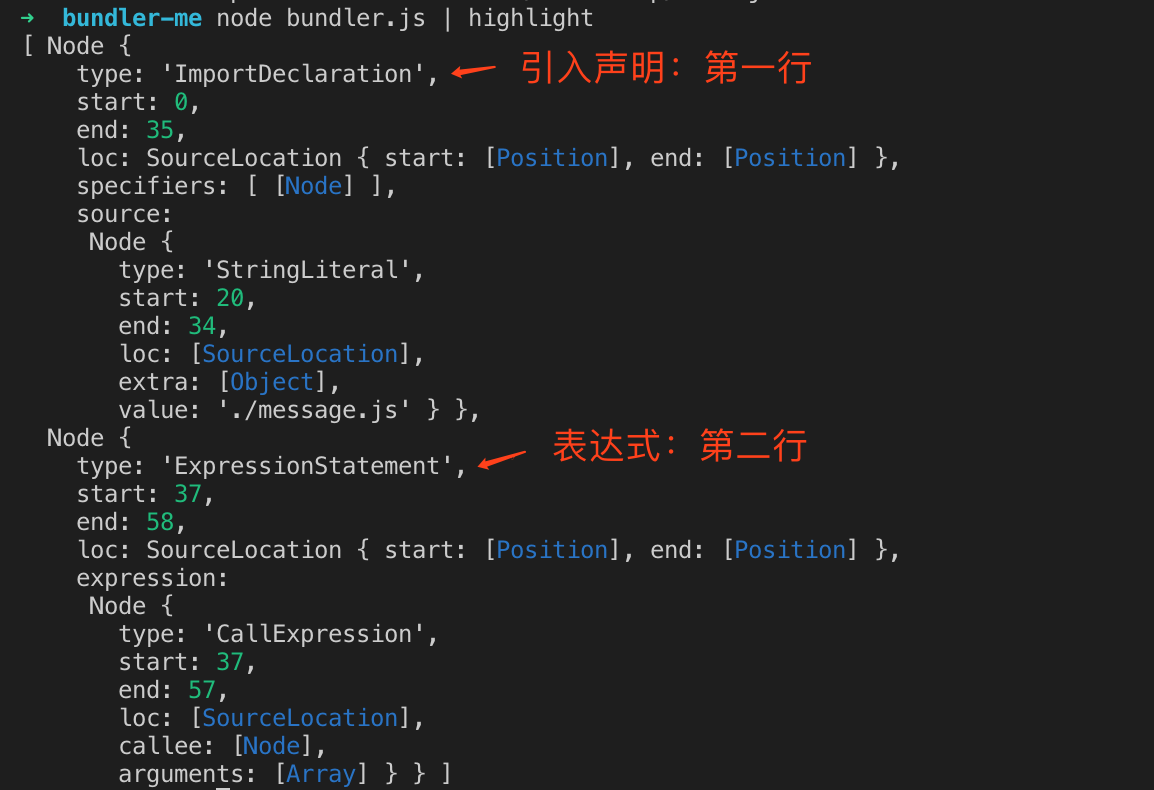 → bundler-me node bundler.js | highlight
[ Node {
type: 'ImportDeclaration', 引入声明：第一行
start: 0,
end: 35,
loc: SourceLocation { start: [Position], end: [Position] },
specifiers: [ [Node] ],
source:
Node {
type: 'StringLiteral',
start: 20,
end: 34,
loc: [SourceLocation],
extra: [Object],
value: './message.js' } },
Node {
type: 'ExpressionStatement', 表达式：第二行
start: 37,
end: 58,
loc: SourceLocation { start: [Position], end: [Position] },
expression:
Node {
type: 'CallExpression',
start: 37,
end: 57,
loc: [SourceLocation],
callee: [Node],
arguments: [Array] } } ]